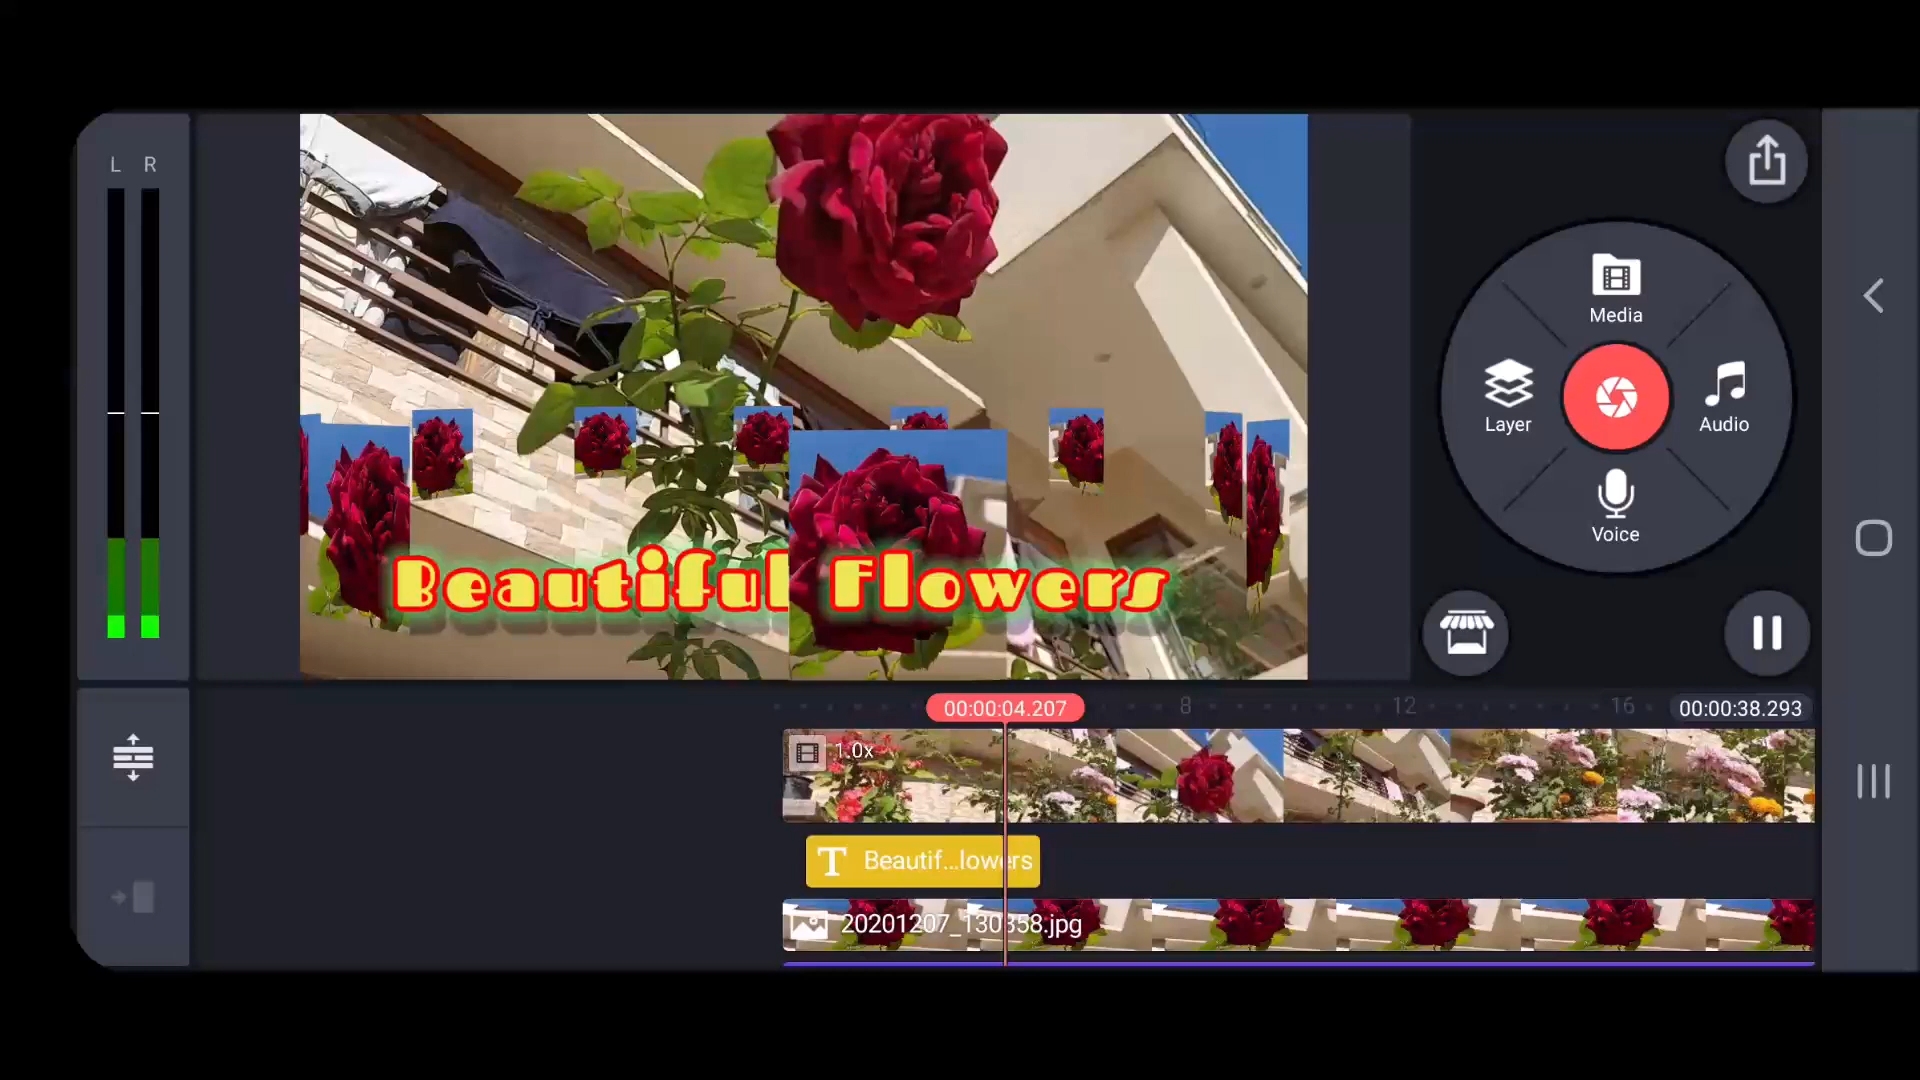 L R
Media
Layer
Audio
Voice
Beautiful Flowers
00:00:04.207
8
12
16
00:00:38.293
1.0x
T Beautif...lowers
20201207_130358.jpg